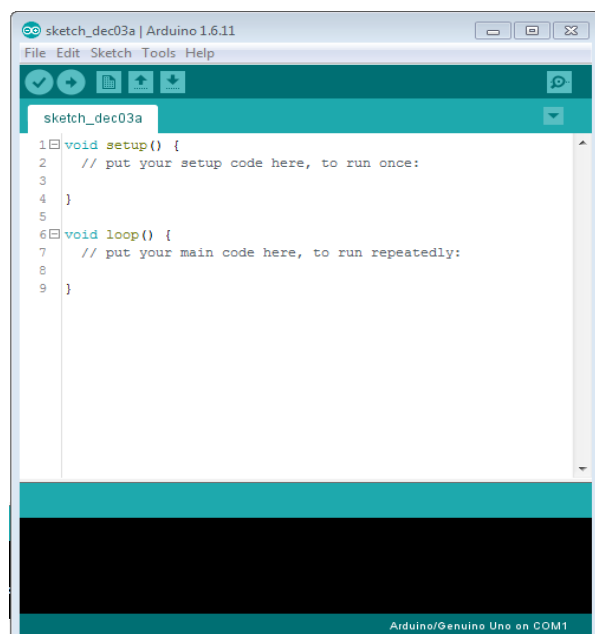 sketch_dec03a | Arduino 1.6.11
File Edit Sketch Tools Help
sketch_dec03a
1 void setup() {
2 // put your setup code here, to run once:
3
4 }
5
6 void loop() {
7 // put your main code here, to run repeatedly:
8
9 }
Arduino/Genuino Uno on COM1